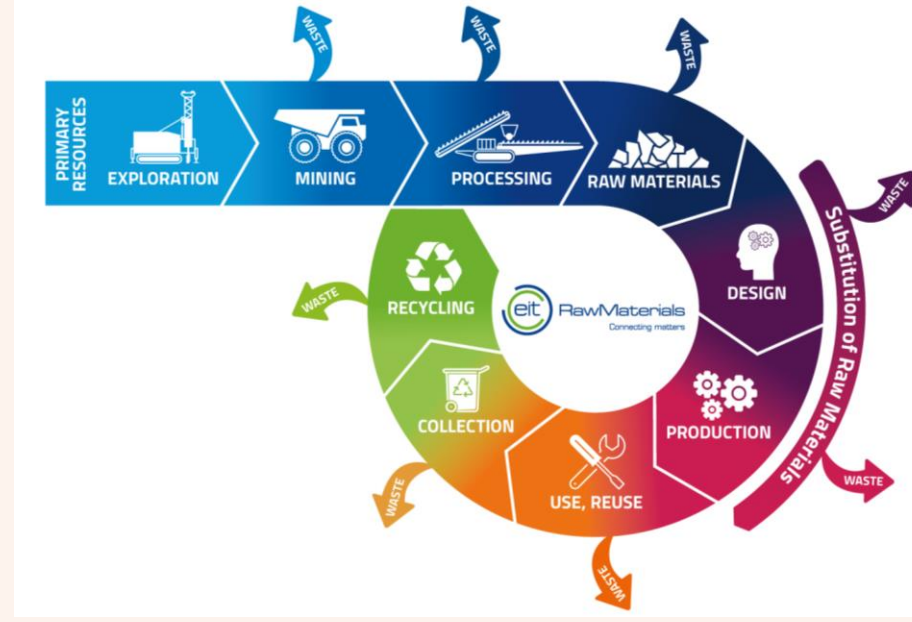 WASTE
WASTE
WASTE
PRIMARY
RESOURCES
EXPLORATION
MINING
PROCESSING
RAW MATERIALS
WASTE
Substitution of Raw Materials
DESIGN
RECYCLING
WASTE
eit RawMaterials
Connecting matters
COLLECTION
PRODUCTION
USE, REUSE
WASTE
WASTE
WASTE